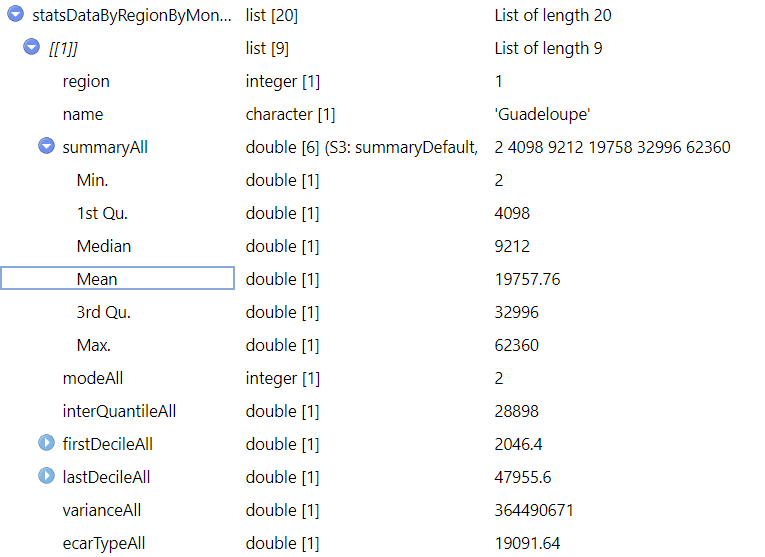 statsDataByRegionByMon... list [20] List of length 20
[[1]] list [9] List of length 9
region integer [1] 1
name character [1] 'Guadeloupe'
summaryAll double [6] (S3: summaryDefault, 2 4098 9212 19758 32996 62360
Min. double [1] 2
1st Qu. double [1] 4098
Median double [1] 9212
Mean double [1] 19757.76
3rd Qu. double [1] 32996
Max. double [1] 62360
modeAll integer [1] 2
interQuantileAll double [1] 28898
firstDecileAll double [1] 2046.4
lastDecileAll double [1] 47955.6
varianceAll double [1] 364490671
ecarTypeAll double [1] 19091.64